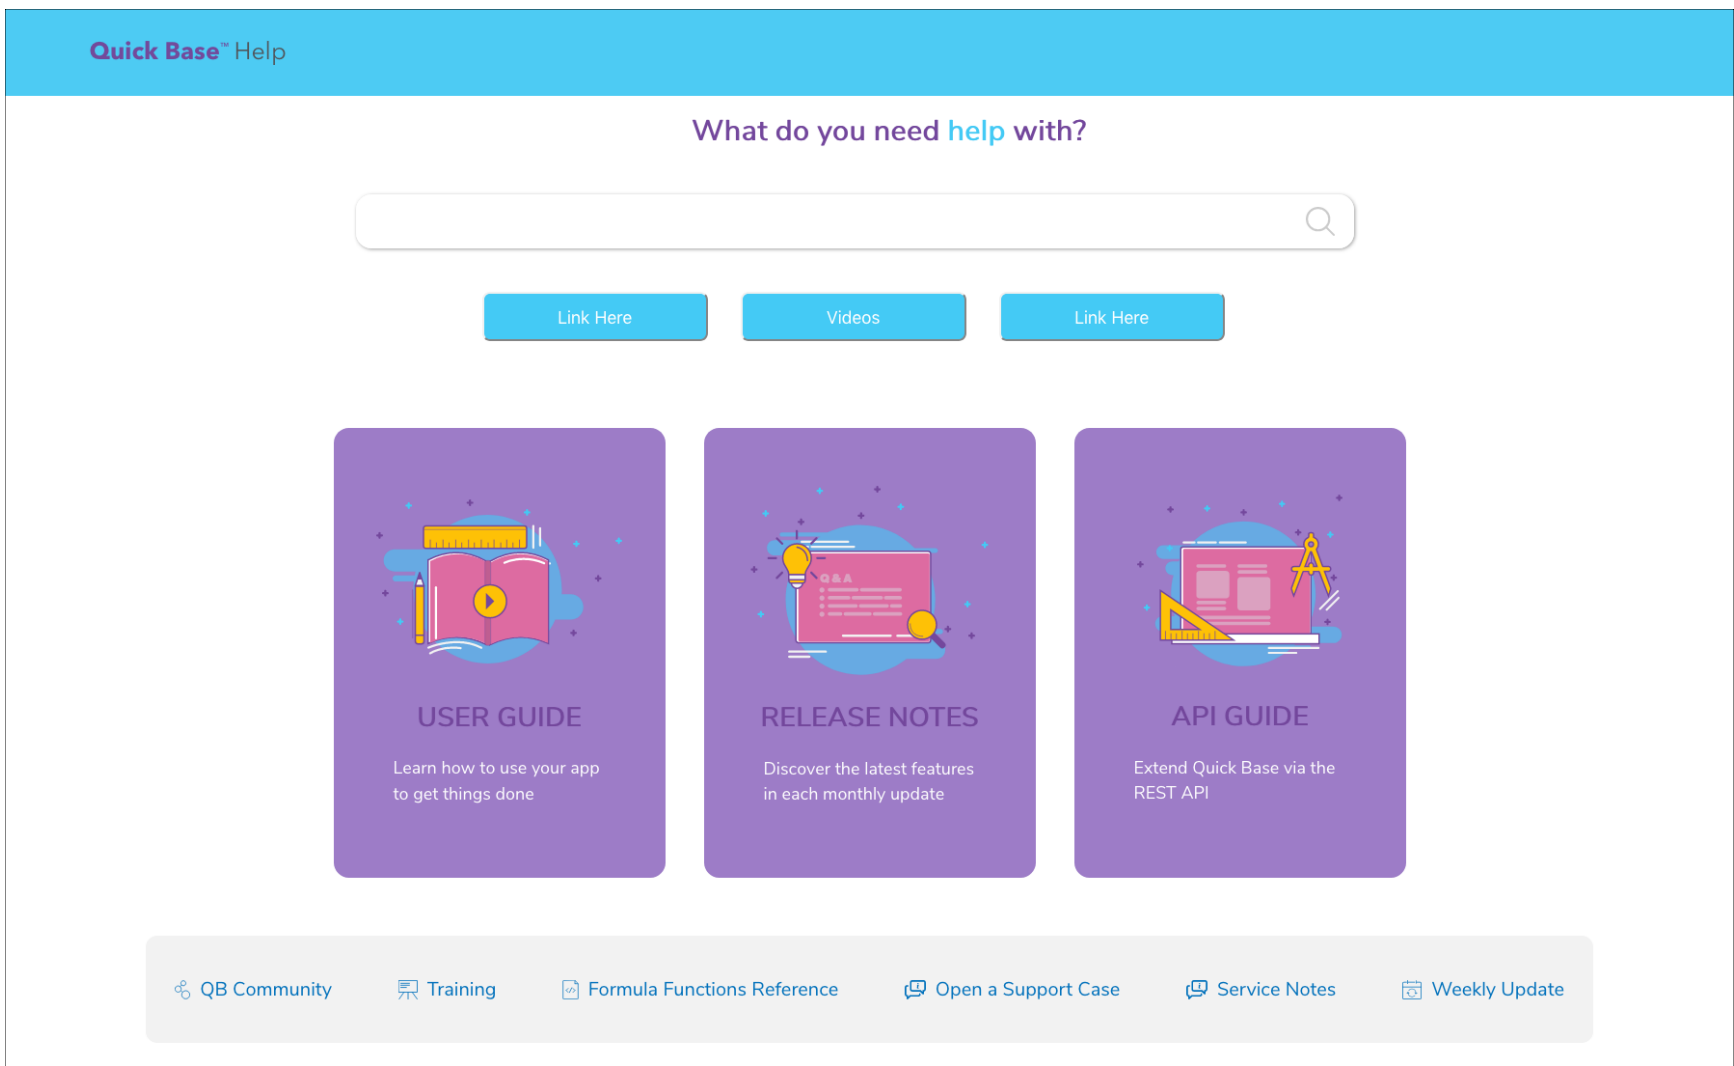 Quick Base™ Help
What do you need help with?
Link Here
Videos
Link Here
Q & A
USER GUIDE
Learn how to use your app
to get things done
RELEASE NOTES
Discover the latest features
in each monthly update
API GUIDE
Extend Quick Base via the
REST API
QB Community
Training
Formula Functions Reference
Open a Support Case
Service Notes
Weekly Update